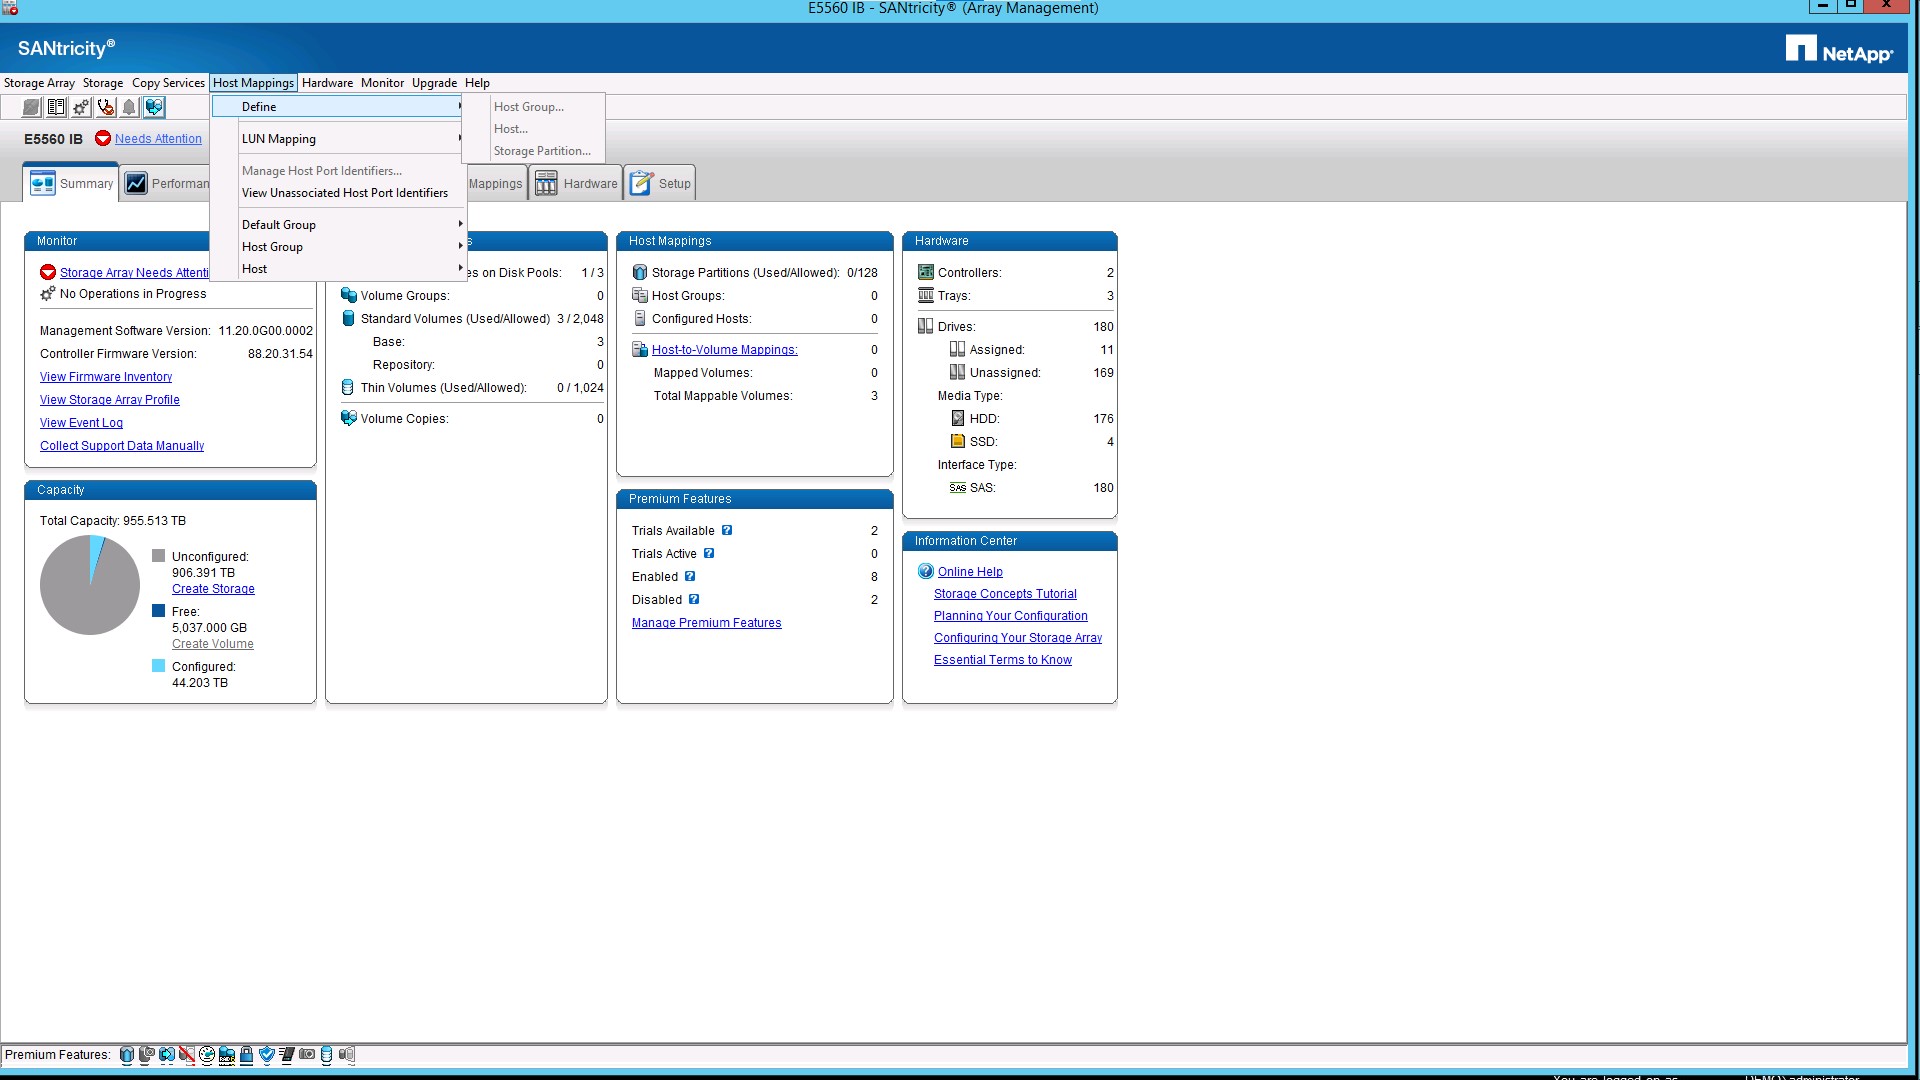 E5560 IB - SANtricity® (Array Management)
SANtricity®
NetApp®
Storage Array Storage Copy Services Host Mappings Hardware Monitor Upgrade Help
Define
Host Group...
Host...
Storage Partition...
LUN Mapping
Manage Host Port Identifiers...
View Unassociated Host Port Identifiers
Default Group
Host Group
Host
E5560 IB Needs Attention
Summary Performan Mappings Hardware Setup
Monitor
Storage Array Needs Attenti
No Operations in Progress
Management Software Version: 11.20.0G00.0002
Controller Firmware Version: 88.20.31.54
View Firmware Inventory
View Storage Array Profile
View Event Log
Collect Support Data Manually
Capacity
Total Capacity: 955.513 TB
Unconfigured:
906.391 TB
Create Storage
Free:
5,037.000 GB
Create Volume
Configured:
44.203 TB
s
es on Disk Pools: 1 / 3
Volume Groups: 0
Standard Volumes (Used/Allowed) 3 / 2,048
Base: 3
Repository: 0
Thin Volumes (Used/Allowed): 0 / 1,024
Volume Copies: 0
Host Mappings
Storage Partitions (Used/Allowed): 0/128
Host Groups: 0
Configured Hosts: 0
Host-to-Volume Mappings: 0
Mapped Volumes: 0
Total Mappable Volumes: 3
Premium Features
Trials Available ? 2
Trials Active ? 0
Enabled ? 8
Disabled ? 2
Manage Premium Features
Hardware
Controllers: 2
Trays: 3
Drives: 180
Assigned: 11
Unassigned: 169
Media Type:
HDD: 176
SSD: 4
Interface Type:
SAS SAS: 180
Information Center
? Online Help
Storage Concepts Tutorial
Planning Your Configuration
Configuring Your Storage Array
Essential Terms to Know
Premium Features:
You are logged on as DEMO\administrator